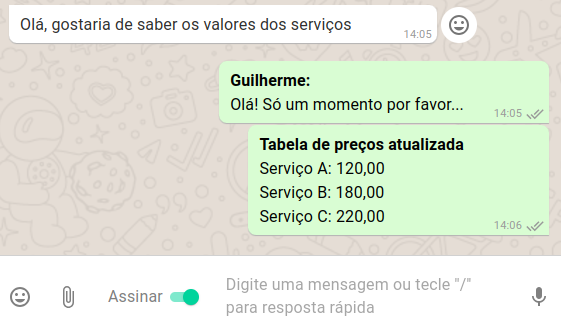 Olá, gostaria de saber os valores dos serviços
14:05
Guilherme:
Olá! Só um momento por favor...
14:05
Tabela de preços atualizada
Serviço A: 120,00
Serviço B: 180,00
Serviço C: 220,00
14:06
Assinar
Digite uma mensagem ou tecle "/"
para resposta rápida